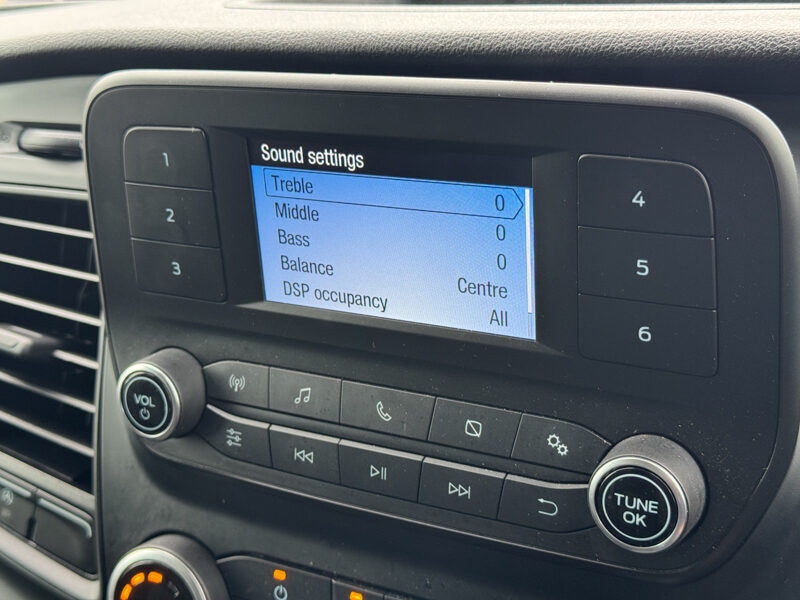 Sound settings
Treble 0
Middle 0
Bass 0
Balance Centre
DSP occupancy All
1
2
3
4
5
6
VOL
TUNE
OK